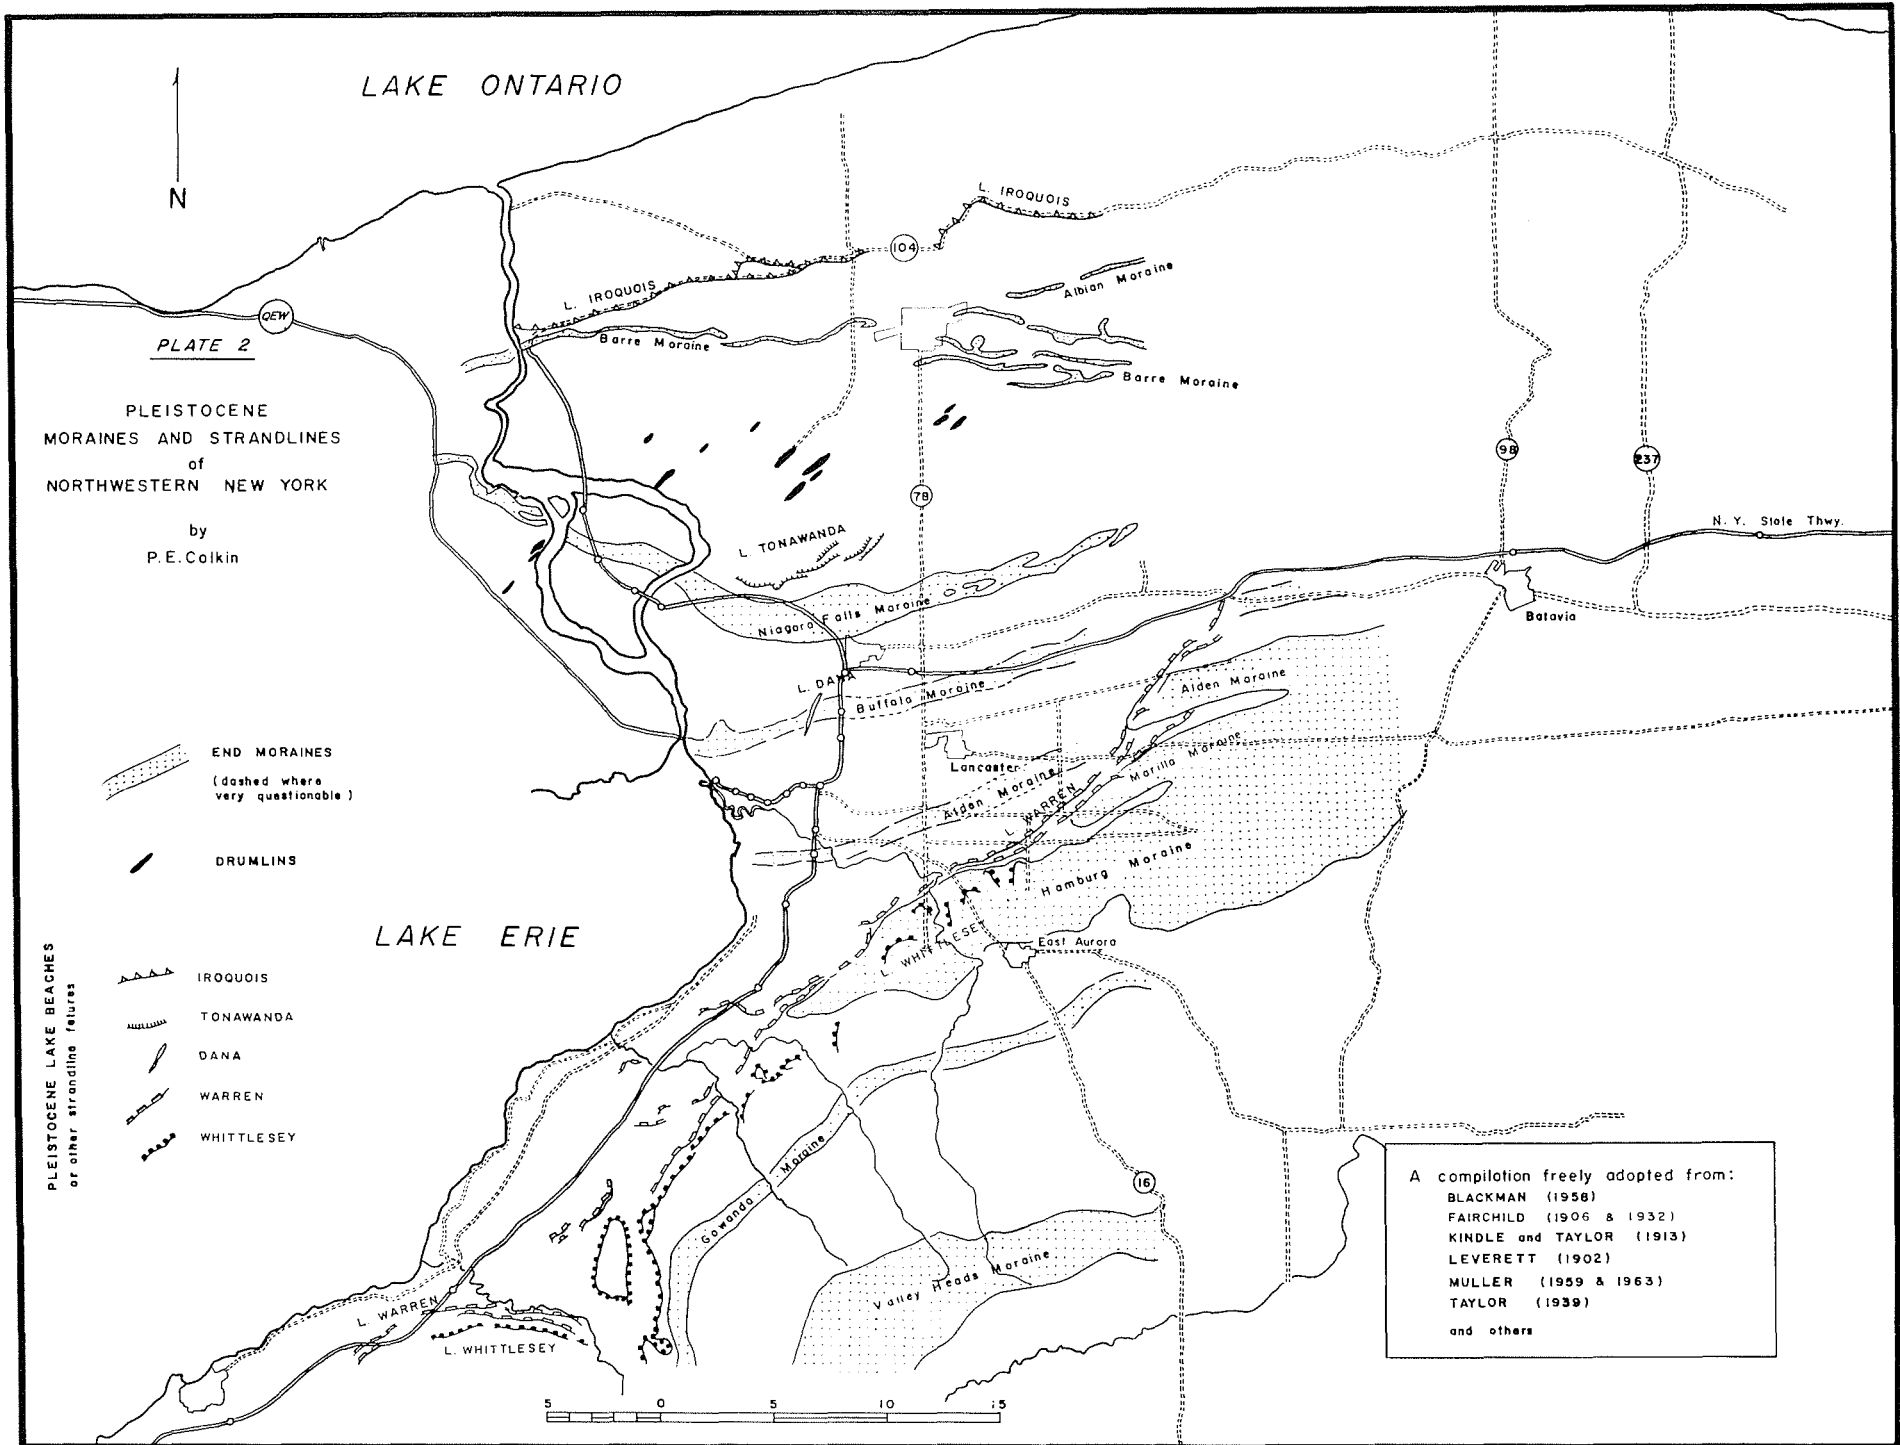 LAKE ONTARIO
N
L. IROQUOIS
104
L. IROQUOIS
Albian Moraine
QEW
Barre Moraine
Barre Moraine
PLATE 2
PLEISTOCENE
MORAINES AND STRANDLINES
of
NORTHWESTERN NEW YORK
by
P.E. Calkin
98
237
78
N. Y. State Thwy.
L. TONAWANDA
Niagara Falls Moraine
Batavia
L. DANA
Buffalo Moraine
Alden Moraine
END MORAINES
(dashed where
very questionable)
Lancaster
Marilla Moraine
Alden Moraine
L. WARREN
DRUMLINS
Hamburg Moraine
LAKE ERIE
East Aurora
L. WHITTLESEY
PLEISTOCENE LAKE BEACHES
or other strandline fetures
IROQUOIS
TONAWANDA
DANA
WARREN
WHITTLESEY
Gowanda Moraine
16
Valley Heads Moraine
L. WARREN
L. WHITTLESEY
A compilation freely adopted from:
BLACKMAN (1956)
FAIRCHILD (1906 & 1932)
KINDLE and TAYLOR (1913)
LEVERETT (1902)
MULLER (1959 & 1963)
TAYLOR (1939)
and others
5 0 5 10 15